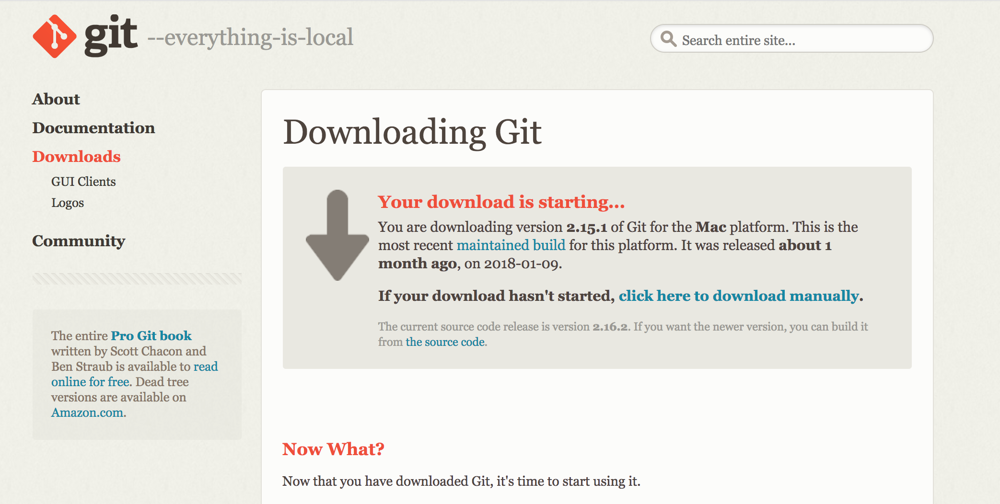 git --everything-is-local
Search entire site...
About
Documentation
Downloads
GUI Clients
Logos
Community
The entire Pro Git book
written by Scott Chacon and
Ben Straub is available to read
online for free. Dead tree
versions are available on
Amazon.com.
Downloading Git
Your download is starting...
You are downloading version 2.15.1 of Git for the Mac platform. This is the
most recent maintained build for this platform. It was released about 1
month ago, on 2018-01-09.
If your download hasn't started, click here to download manually.
The current source code release is version 2.16.2. If you want the newer version, you can build it
from the source code.
Now What?
Now that you have downloaded Git, it's time to start using it.